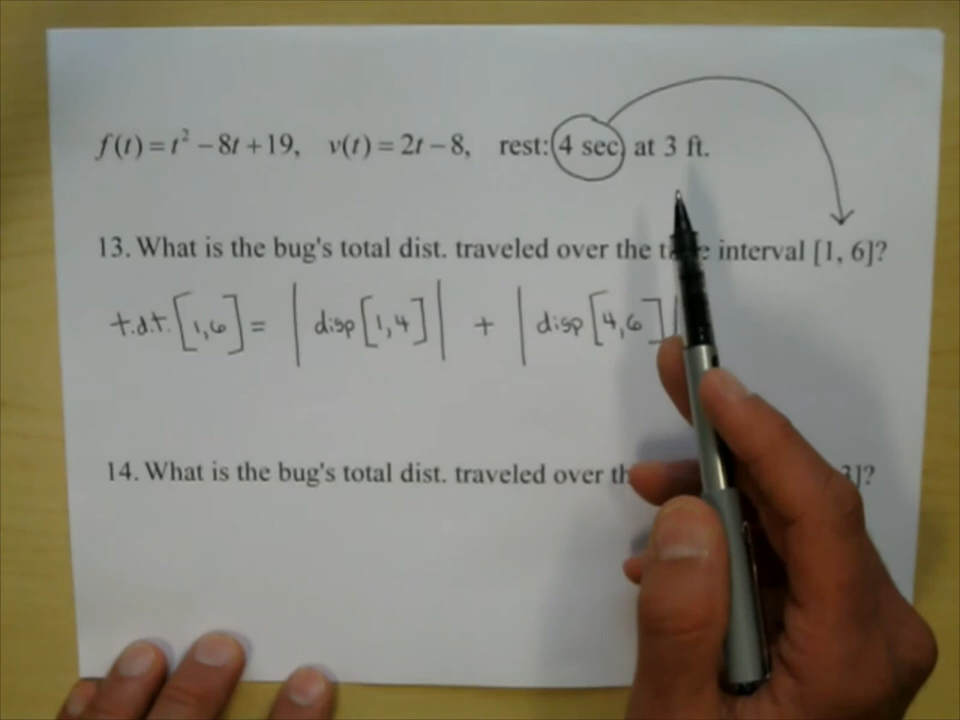 f(t) = t² − 8t + 19, v(t) = 2t − 8, rest: 4 sec at 3 ft.
13. What is the bug's total dist. traveled over the interval [1, 6]?
t.d.t. [1,6] = | disp [1,4] | + | disp [4,6] |
14. What is the bug's total dist. traveled over ]?